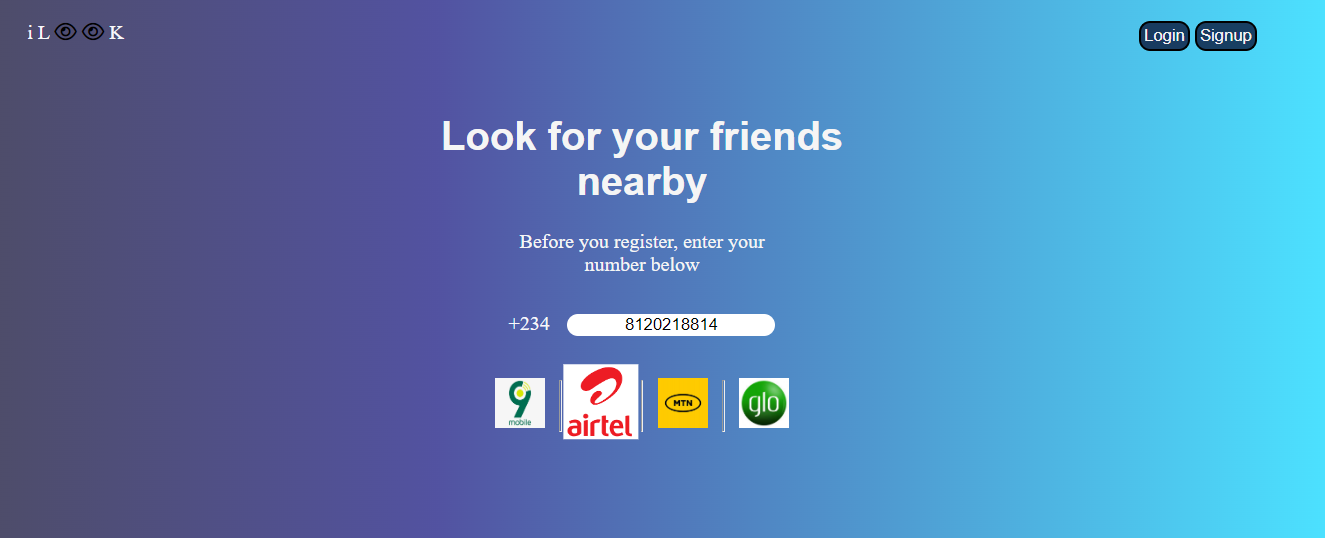 i L K
Login Signup
Look for your friends
nearby
Before you register, enter your
number below
+234 8120218814
9 mobile airtel MTN glo